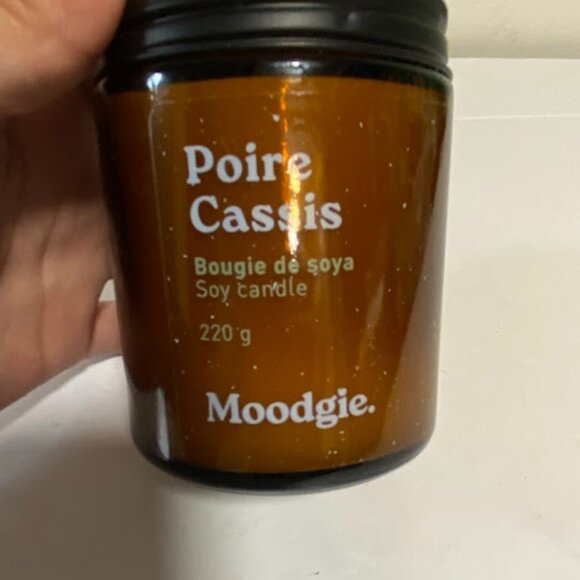 Poire
Cassis
Bougie de soya
Soy candle
220 g
Moodgie.